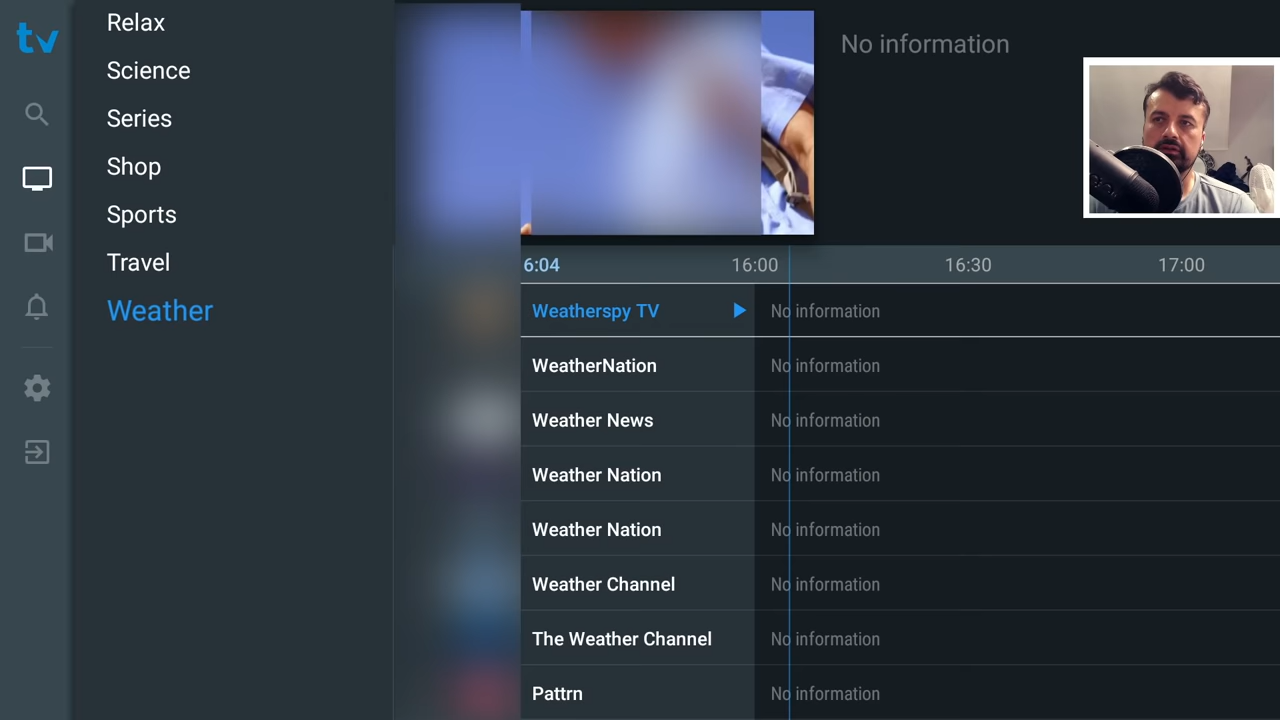 tv
Relax
Science
Series
Shop
Sports
Travel
Weather
No information
6:04 16:00 16:30 17:00
Weatherspy TV No information
WeatherNation No information
Weather News No information
Weather Nation No information
Weather Nation No information
Weather Channel No information
The Weather Channel No information
Pattrn No information